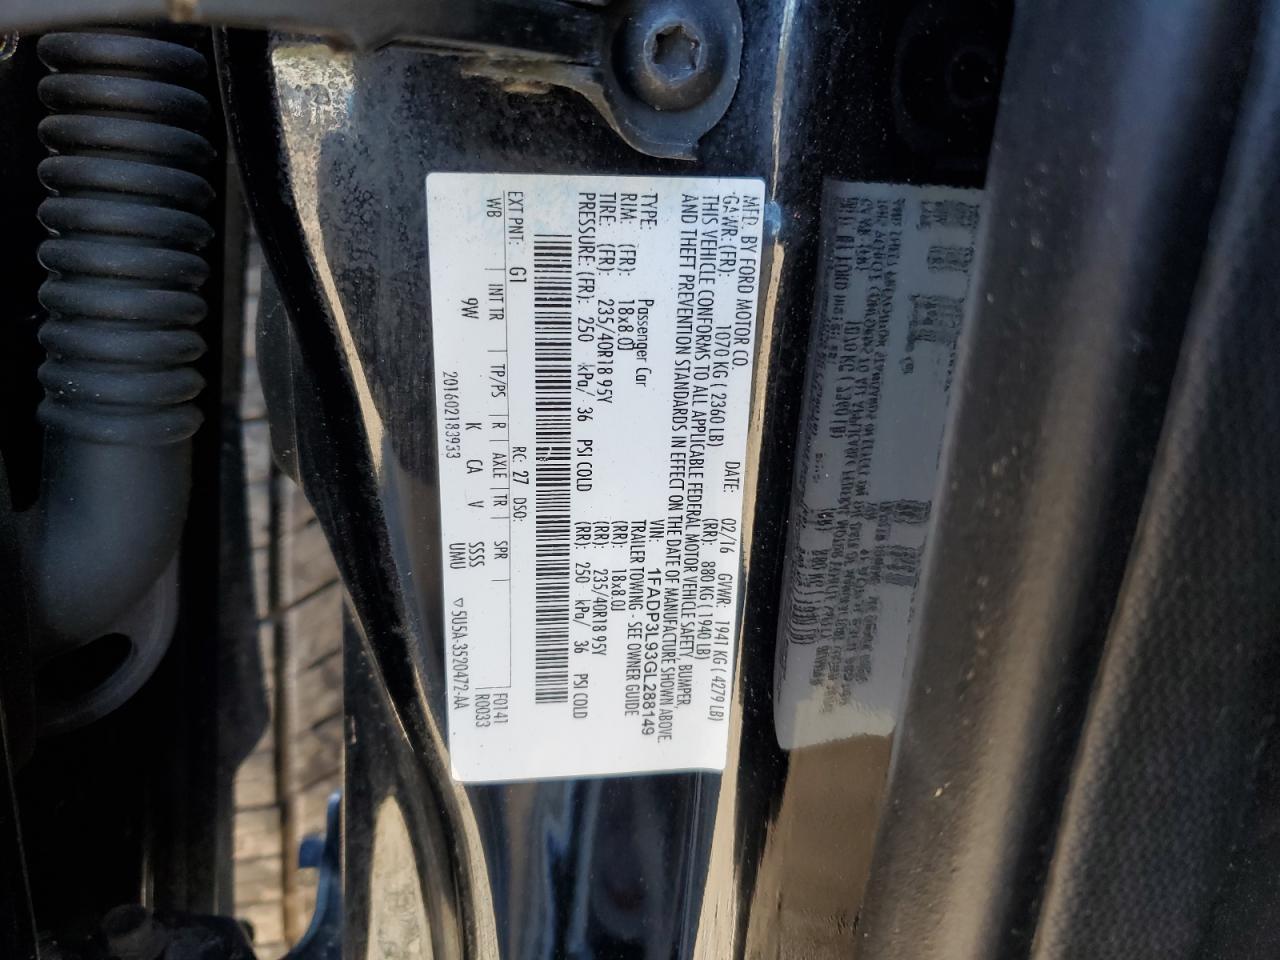 MFD. BY FORD MOTOR CO.
DATE: 02/16 GVWR: 1941 KG ( 4279 LB)
GAWR: (FR): 1070 KG ( 2360 LB) (RR): 880 KG ( 1940 LB)
THIS VEHICLE CONFORMS TO ALL APPLICABLE FEDERAL MOTOR VEHICLE SAFETY, BUMPER,
AND THEFT PREVENTION STANDARDS IN EFFECT ON THE DATE OF MANUFACTURE SHOWN ABOVE.
VIN: 1FADP3L93GL288149
TYPE: Passenger Car TRAILER TOWING - SEE OWNER GUIDE
RIM: (FR): 18x8.0J (RR): 18x8.0J
TIRE: (FR): 235/40R18 95Y (RR): 235/40R18 95Y
PRESSURE (FR): 250 kPa/ 36 PSI COLD (RR): 250 kPa/ 36 PSI COLD
EXT PNT: G1 RC: 27 DSO: F0141
WB INT TR TP/PS R AXLE TR SPR R0033
9W K CA V SSSS
201602183933 UMU ▽5U5A-3520472-AA